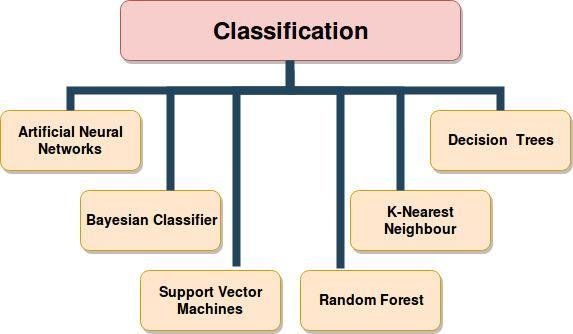 Classification
Artificial Neural
Networks
Decision Trees
Bayesian Classifier
K-Nearest
Neighbour
Support Vector
Machines
Random Forest